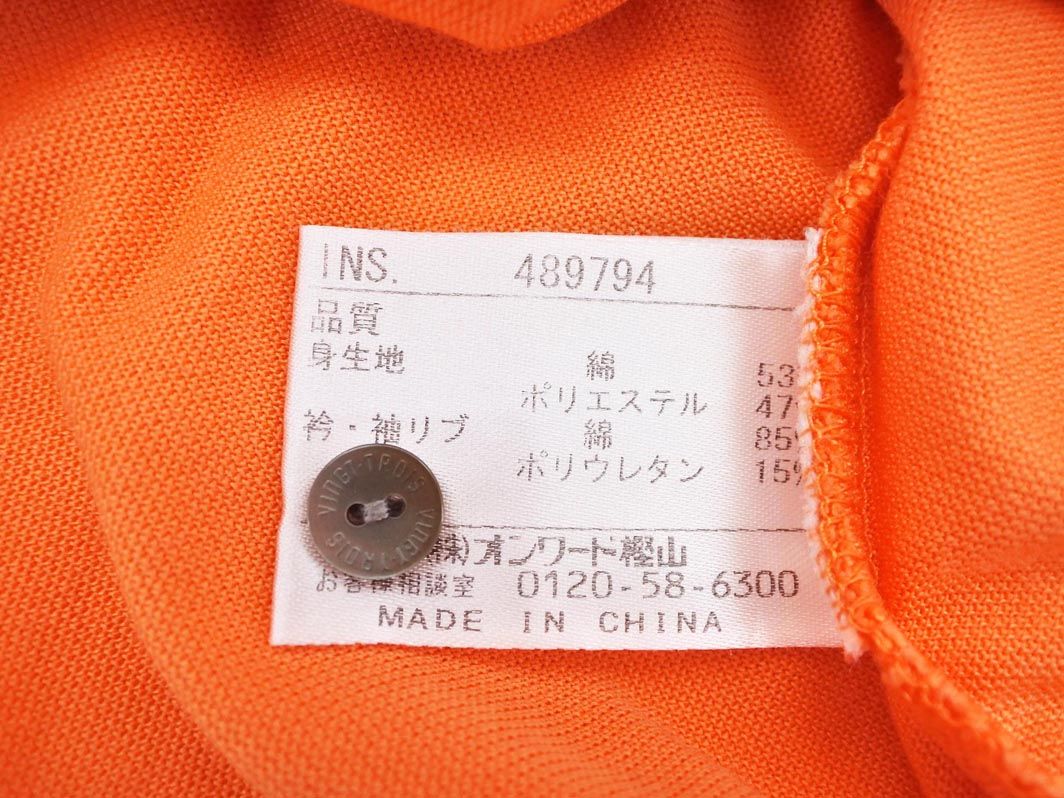 INS. 489794
品質
身生地 綿 53
ポリエステル 47
衿・袖リブ 綿 85%
ポリウレタン 15%
VINGT-TROIS VINGT-TROIS
(株)オンワード樫山
お客様相談室 0120-58-6300
MADE IN CHINA